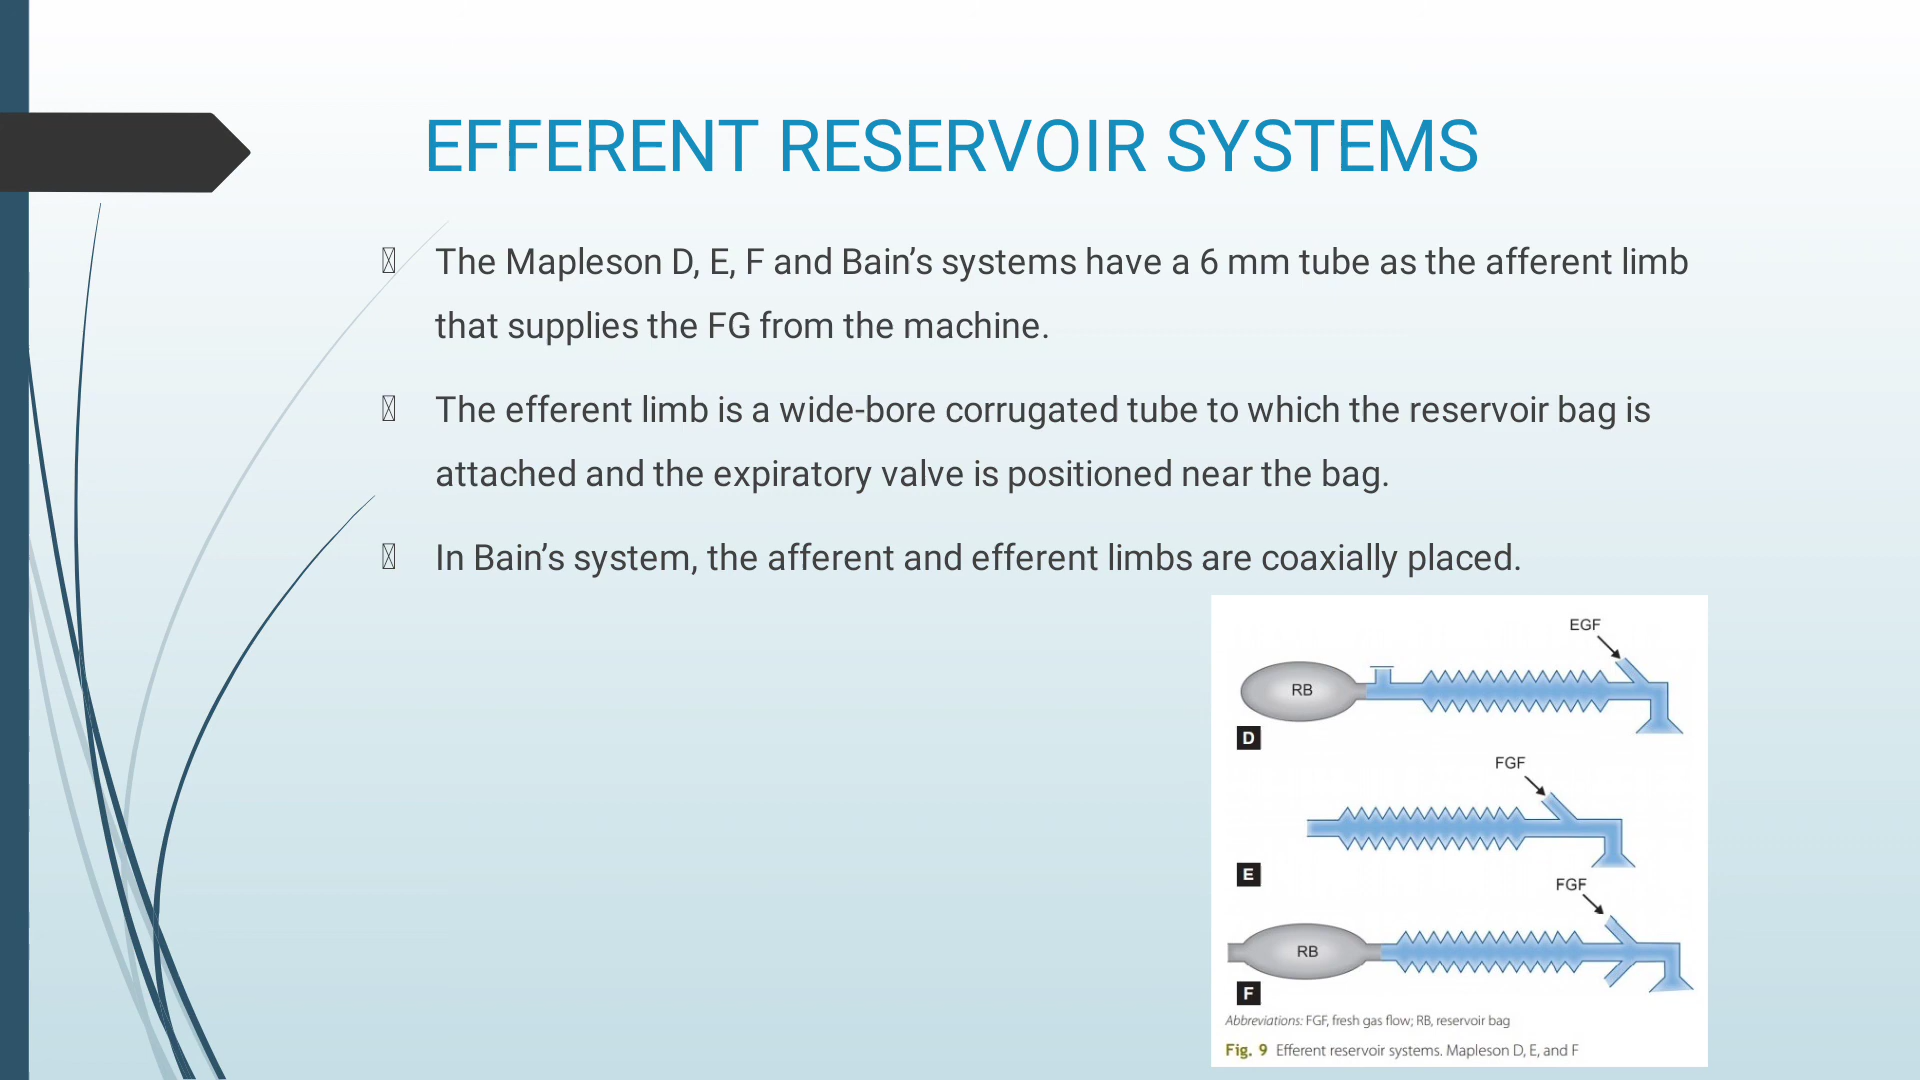 EFFERENT RESERVOIR SYSTEMS
The Mapleson D, E, F and Bain’s systems have a 6 mm tube as the afferent limb
that supplies the FG from the machine.
The efferent limb is a wide-bore corrugated tube to which the reservoir bag is
attached and the expiratory valve is positioned near the bag.
In Bain’s system, the afferent and efferent limbs are coaxially placed.
EGF
RB
D
FGF
E
FGF
RB
F
Abbreviations: FGF, fresh gas flow; RB, reservoir bag
Fig. 9 Efferent reservoir systems. Mapleson D, E, and F